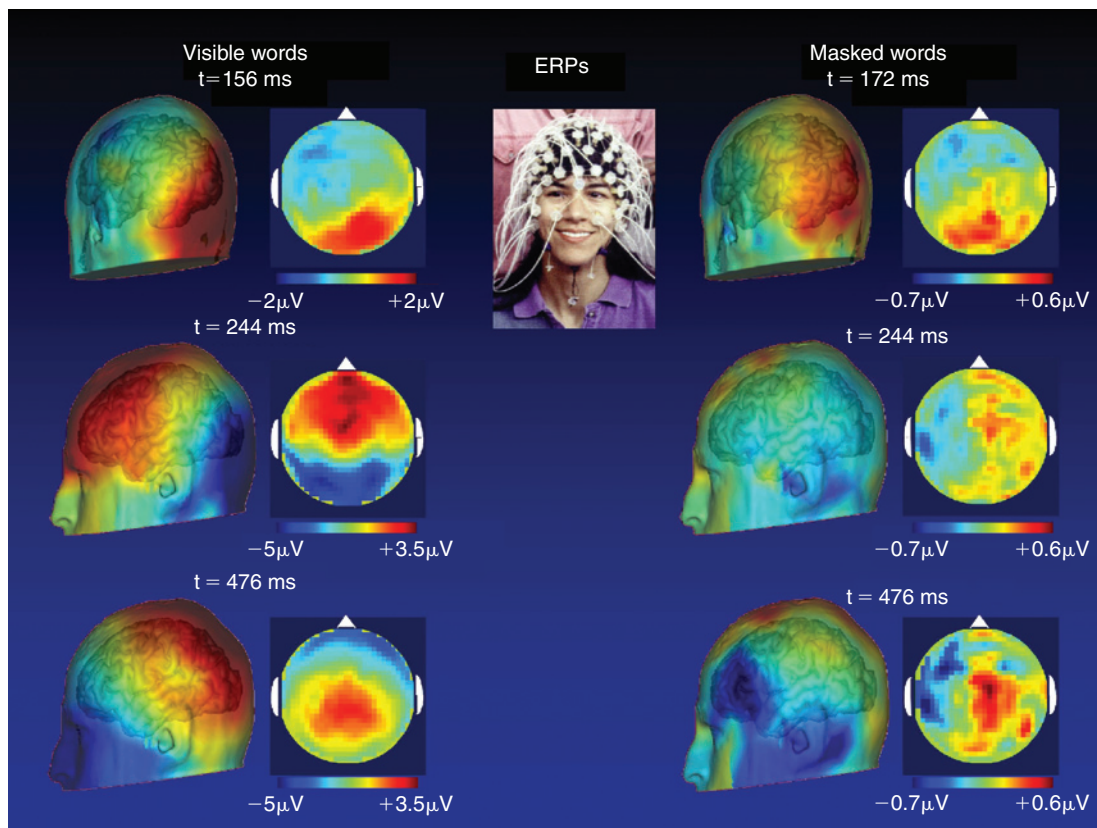 Visible words
t=156 ms
ERPs
Masked words
t = 172 ms
−2µV
+2µV
−0.7µV
+0.6µV
t = 244 ms
t = 244 ms
−5µV
+3.5µV
−0.7µV
+0.6µV
t = 476 ms
t = 476 ms
−5µV
+3.5µV
−0.7µV
+0.6µV